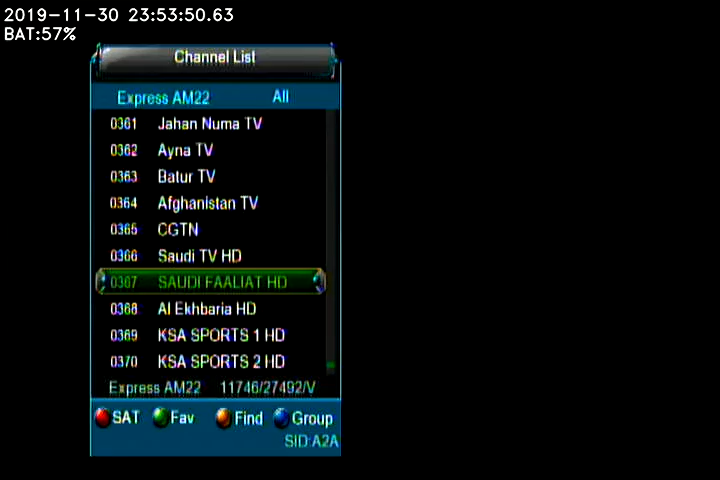 2019-11-30 23:53:50.63
BAT:57%
Channel List
Express AM22 All
0361 Jahan Numa TV
0362 Ayna TV
0363 Batur TV
0364 Afghanistan TV
0365 CGTN
0366 Saudi TV HD
0367 SAUDI FAALIAT HD
0368 Al Ekhbaria HD
0369 KSA SPORTS 1 HD
0370 KSA SPORTS 2 HD
Express AM22 11746/27492/V
SAT Fav Find Group
SID:A2A